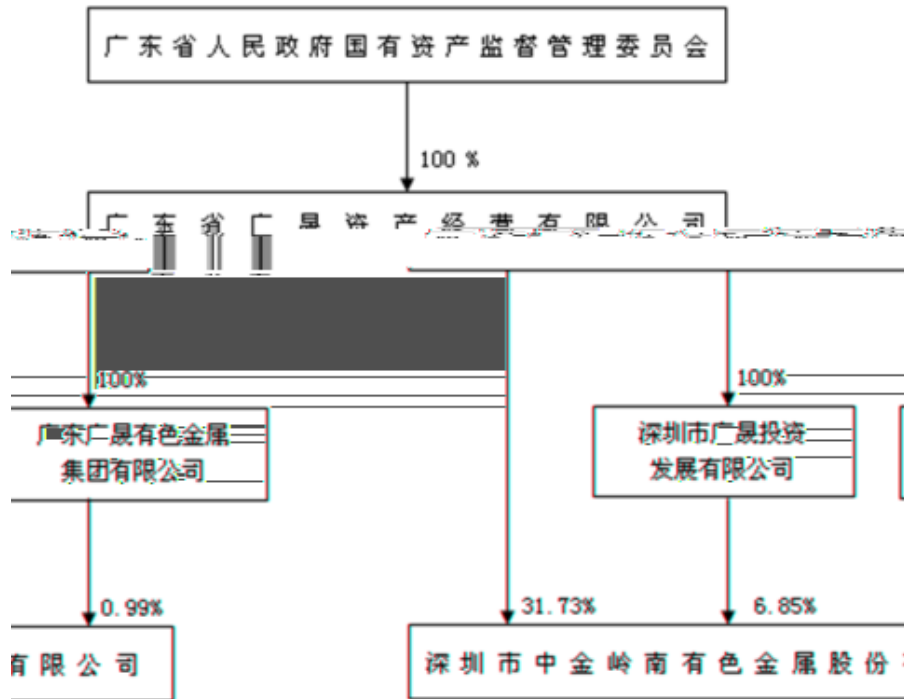 广东省人民政府国有资产监督管理委员会
100 %
广东省广晟资产经营有限公司
100%
100%
广东广晟有色金属
集团有限公司
深圳市广晟投资
发展有限公司
0.99%
31.73%
6.85%
有限公司
深圳市中金岭南有色金属股份